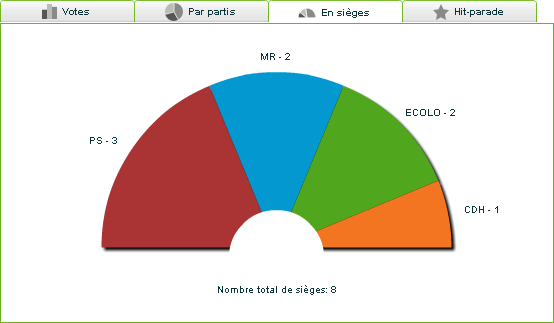 Votes
Par partis
En sièges
Hit-parade
MR - 2
ECOLO - 2
PS - 3
CDH - 1
Nombre total de sièges: 8